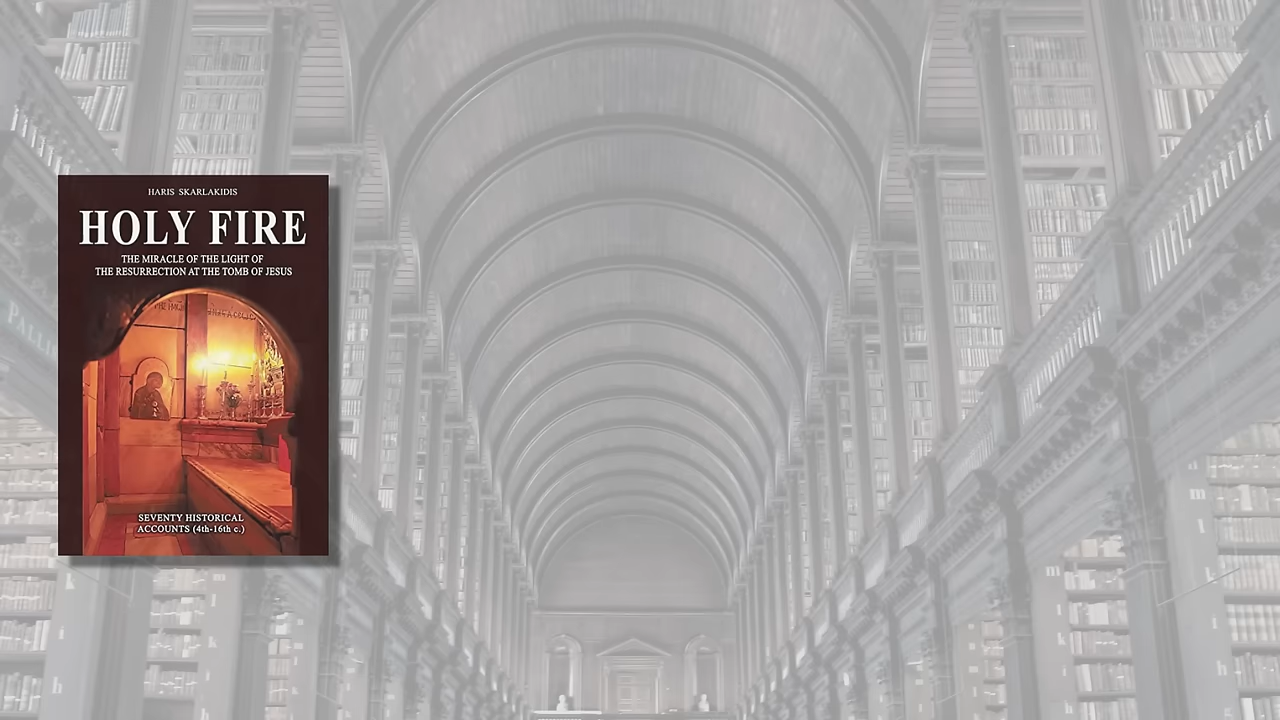 HARIS SKARLAKIDIS
HOLY FIRE
THE MIRACLE OF THE LIGHT OF
THE RESURRECTION AT THE TOMB OF JESUS
SEVENTY HISTORICAL
ACCOUNTS (4th-16th c.)